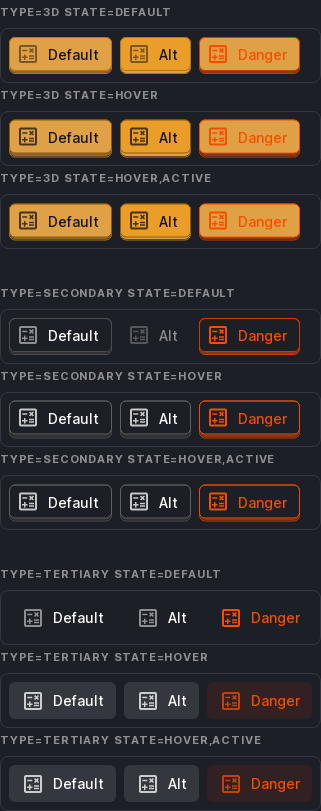 TYPE=3D STATE=DEFAULT
Default Alt Danger
TYPE=3D STATE=HOVER
Default Alt Danger
TYPE=3D STATE=HOVER,ACTIVE
Default Alt Danger
TYPE=SECONDARY STATE=DEFAULT
Default Alt Danger
TYPE=SECONDARY STATE=HOVER
Default Alt Danger
TYPE=SECONDARY STATE=HOVER,ACTIVE
Default Alt Danger
TYPE=TERTIARY STATE=DEFAULT
Default Alt Danger
TYPE=TERTIARY STATE=HOVER
Default Alt Danger
TYPE=TERTIARY STATE=HOVER,ACTIVE
Default Alt Danger